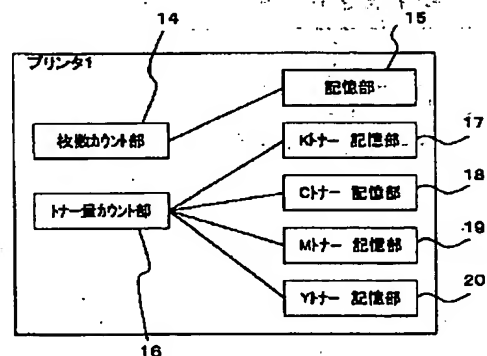 14
15
プリンタ1
記憶部
枚数カウント部
17
Kトナー 記憶部
18
トナー量カウント部
Cトナー 記憶部
19
Mトナー 記憶部
20
Yトナー 記憶部
16